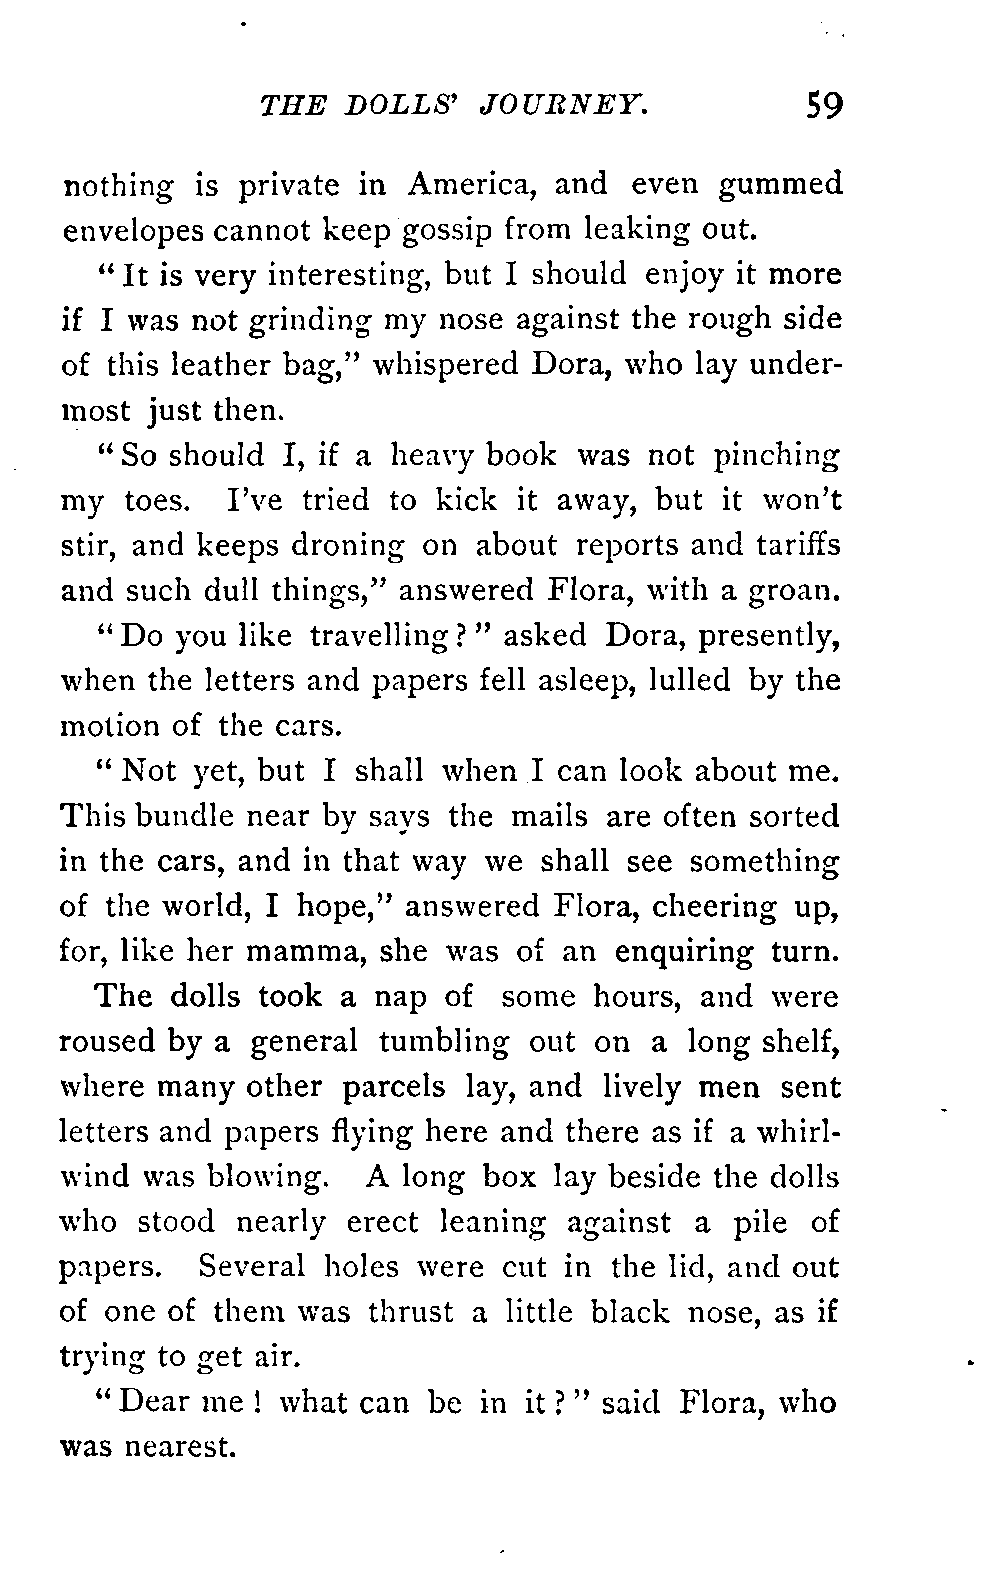 THE DOLLS' JOURNEY. 59
nothing is private in America, and even gummed
envelopes cannot keep gossip from leaking out.
"It is very interesting, but I should enjoy it more
if I was not grinding my nose against the rough side
of this leather bag," whispered Dora, who lay under-
most just then.
"So should I, if a heavy book was not pinching
my toes. I've tried to kick it away, but it won't
stir, and keeps droning on about reports and tariffs
and such dull things," answered Flora, with a groan.
"Do you like travelling?" asked Dora, presently,
when the letters and papers fell asleep, lulled by the
motion of the cars.
"Not yet, but I shall when I can look about me.
This bundle near by says the mails are often sorted
in the cars, and in that way we shall see something
of the world, I hope," answered Flora, cheering up,
for, like her mamma, she was of an enquiring turn.
The dolls took a nap of some hours, and were
roused by a general tumbling out on a long shelf,
where many other parcels lay, and lively men sent
letters and papers flying here and there as if a whirl-
wind was blowing. A long box lay beside the dolls
who stood nearly erect leaning against a pile of
papers. Several holes were cut in the lid, and out
of one of them was thrust a little black nose, as if
trying to get air.
"Dear me! what can be in it?" said Flora, who
was nearest.